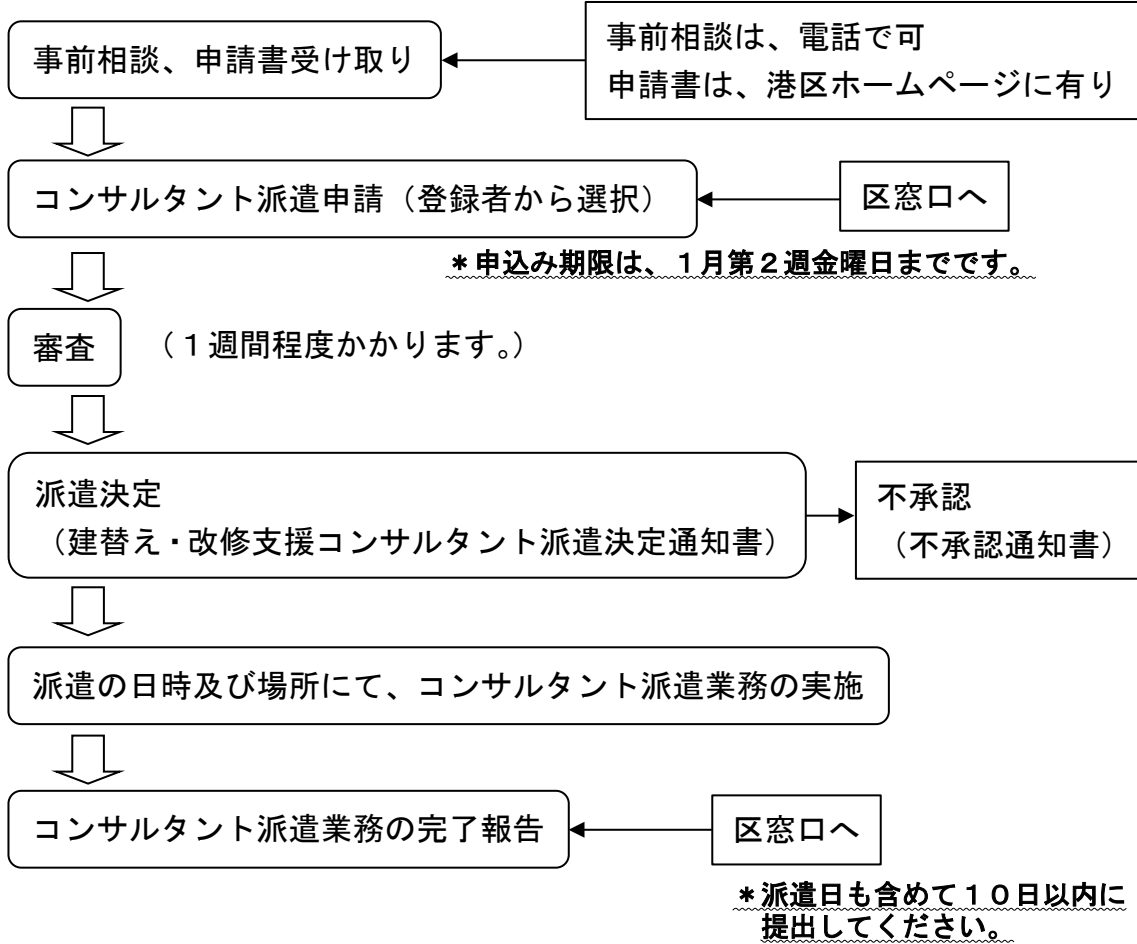 事前相談、申請書受け取り
事前相談は、電話で可
申請書は、港区ホームページに有り
コンサルタント派遣申請（登録者から選択）
区窓口へ
＊申込み期限は、１月第２週金曜日までです。
審査
（１週間程度かかります。）
派遣決定
（建替え・改修支援コンサルタント派遣決定通知書）
不承認
（不承認通知書）
派遣の日時及び場所にて、コンサルタント派遣業務の実施
コンサルタント派遣業務の完了報告
区窓口へ
＊派遣日も含めて１０日以内に
提出してください。